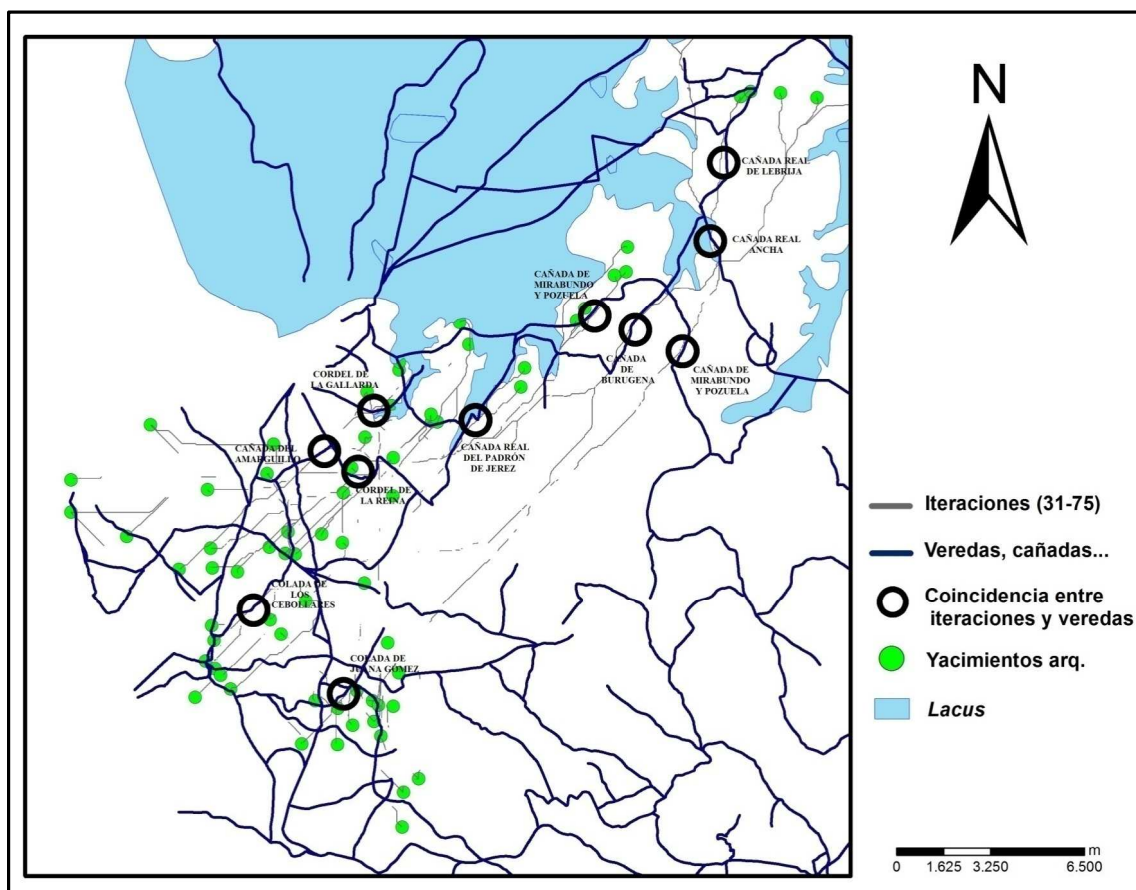 CAÑADA REAL
DE LEBRIJA
CAÑADA REAL
ANCHA
CAÑADA DE
MIRABUNDO
Y POZUELA
CAÑADA
DE
BURUGENA
CAÑADA DE
MIRABUNDO
Y POZUELA
CORDEL DE
LA GALLARDA
CAÑADA DEL
AMARGUILLO
CAÑADA REAL
DEL PADRÓN
DE JEREZ
CORDEL DE
LA REINA
COLADA DE
LOS
CEBOLLARES
COLADA DE
JUANA GÓMEZ
N
Iteraciones (31-75)
Veredas, cañadas...
Coincidencia entre
iteraciones y veredas
Yacimientos arq.
Lacus
m
0 1.625 3.250 6.500